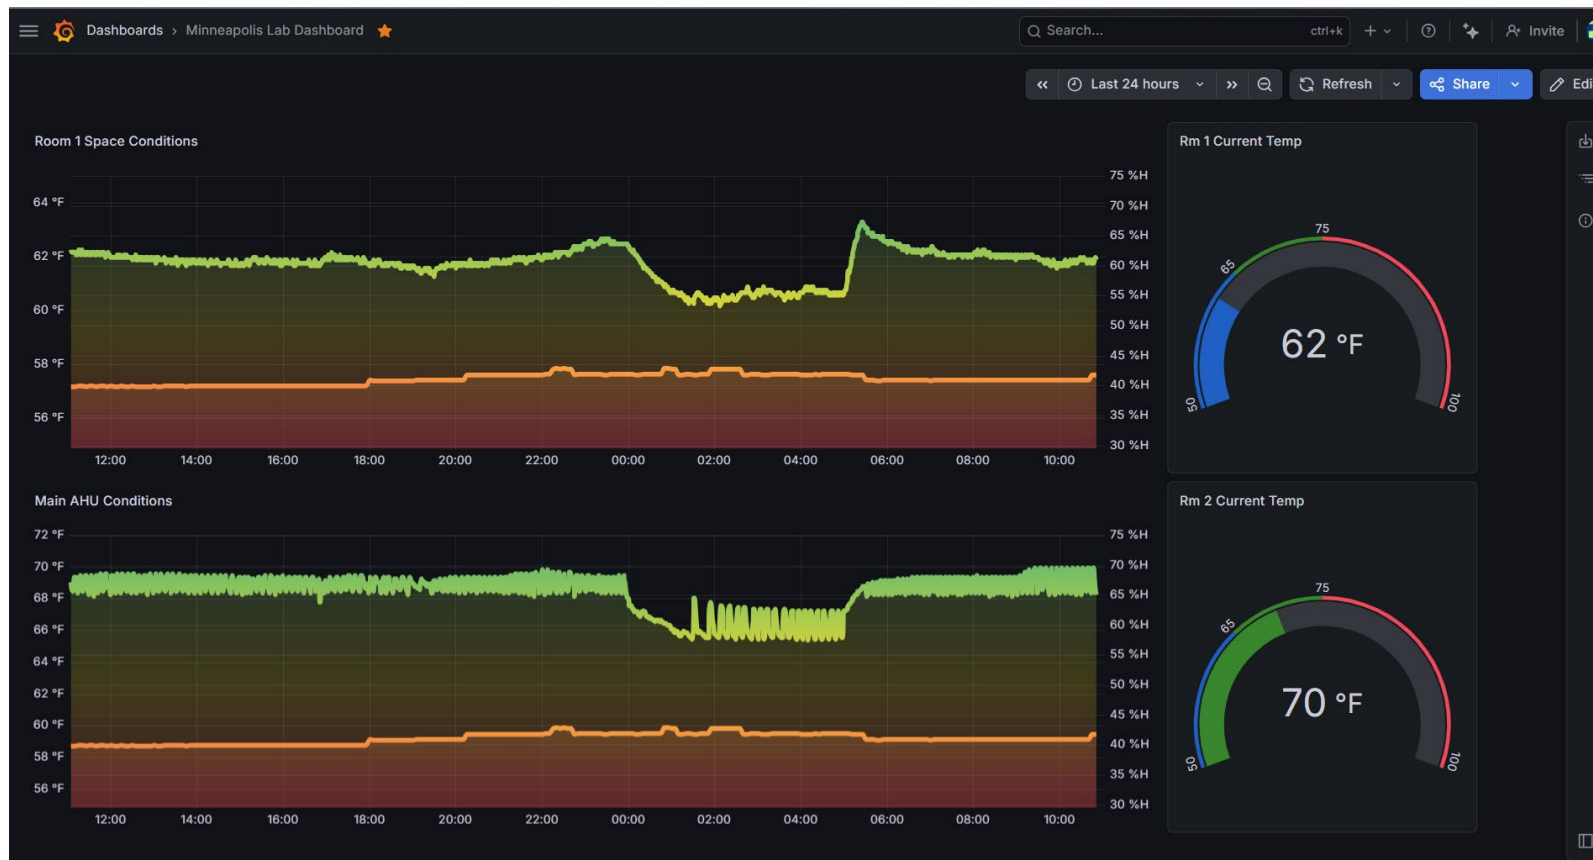 Dashboards › Minneapolis Lab Dashboard
Search...
ctrl+k
Invite
Last 24 hours
Refresh
Share
Edi
Room 1 Space Conditions
64 °F
62 °F
60 °F
58 °F
56 °F
75 %H
70 %H
65 %H
60 %H
55 %H
50 %H
45 %H
40 %H
35 %H
30 %H
12:00 14:00 16:00 18:00 20:00 22:00 00:00 02:00 04:00 06:00 08:00 10:00
Rm 1 Current Temp
50
65
75
100
62 °F
Main AHU Conditions
72 °F
70 °F
68 °F
66 °F
64 °F
62 °F
60 °F
58 °F
56 °F
75 %H
70 %H
65 %H
60 %H
55 %H
50 %H
45 %H
40 %H
35 %H
30 %H
12:00 14:00 16:00 18:00 20:00 22:00 00:00 02:00 04:00 06:00 08:00 10:00
Rm 2 Current Temp
50
65
75
100
70 °F